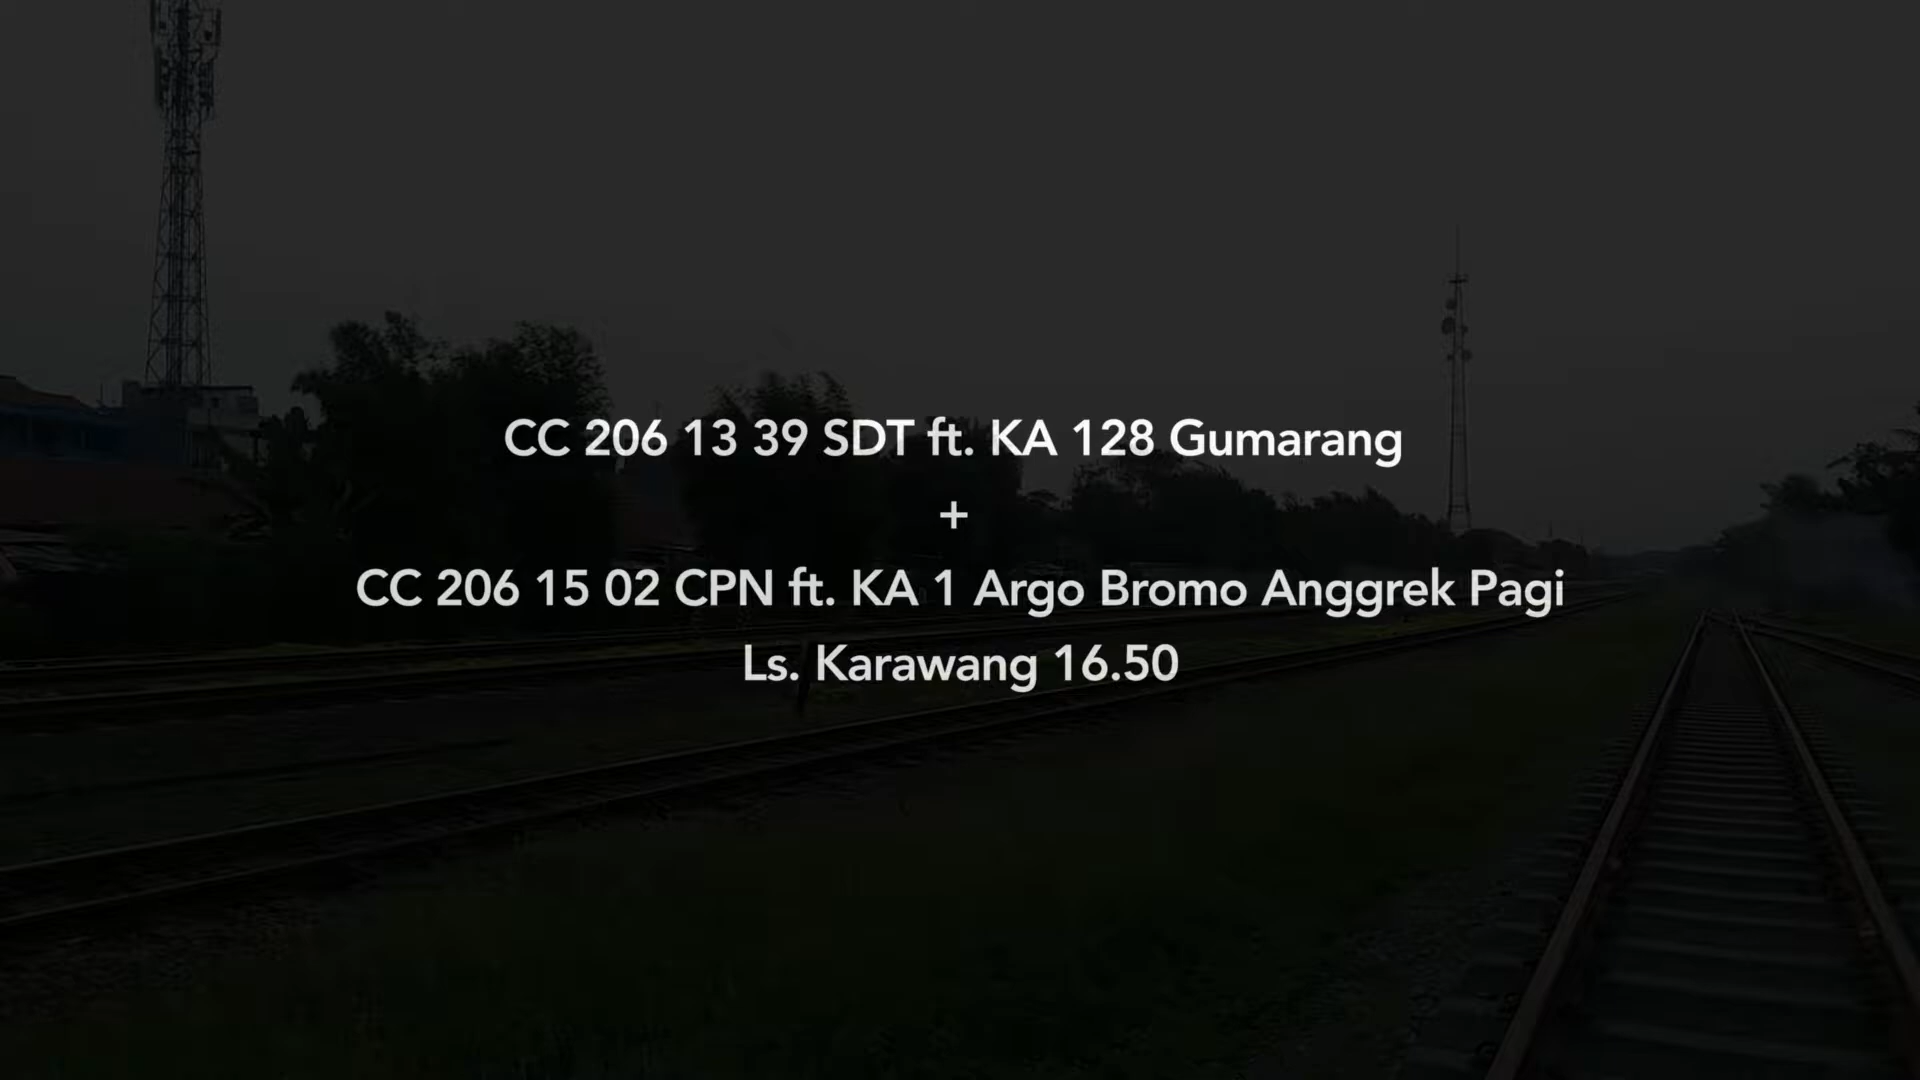 CC 206 13 39 SDT ft. KA 128 Gumarang
+
CC 206 15 02 CPN ft. KA 1 Argo Bromo Anggrek Pagi
Ls. Karawang 16.50